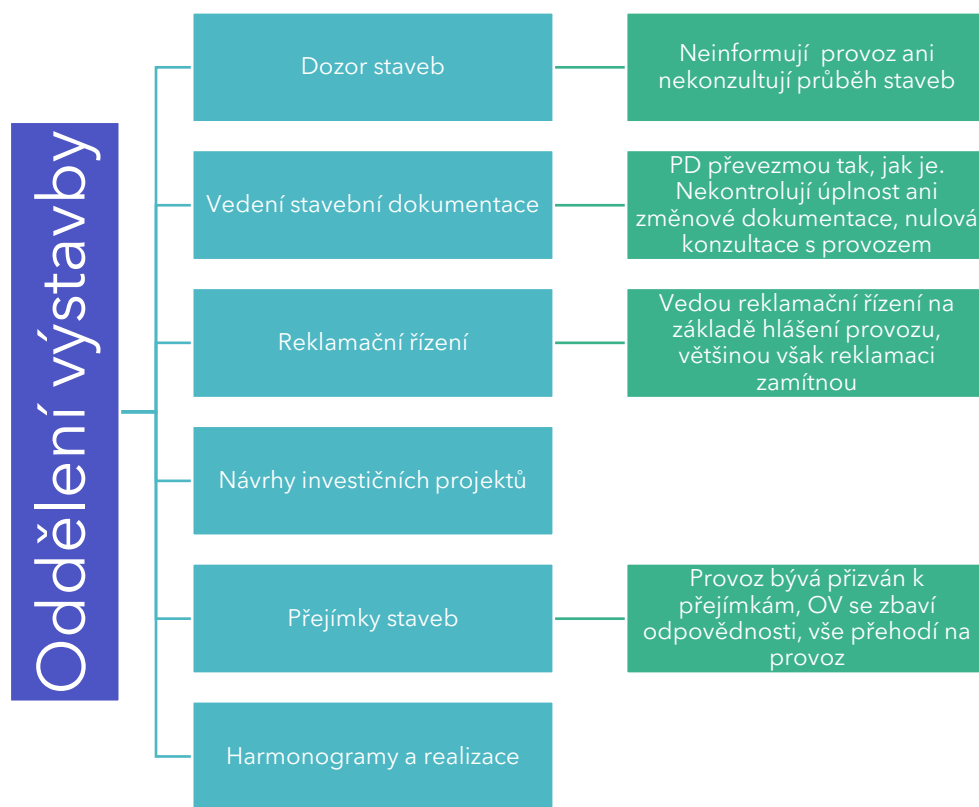 Oddělení výstavby
Dozor staveb
Neinformují provoz ani
nekonzultují průběh staveb
Vedení stavební dokumentace
PD převezmou tak, jak je.
Nekontrolují úplnost ani
změnové dokumentace, nulová
konzultace s provozem
Reklamační řízení
Vedou reklamační řízení na
základě hlášení provozu,
většinou však reklamaci
zamítnou
Návrhy investičních projektů
Přejímky staveb
Provoz bývá přizván k
přejímkám, OV se zbaví
odpovědnosti, vše přehodí na
provoz
Harmonogramy a realizace